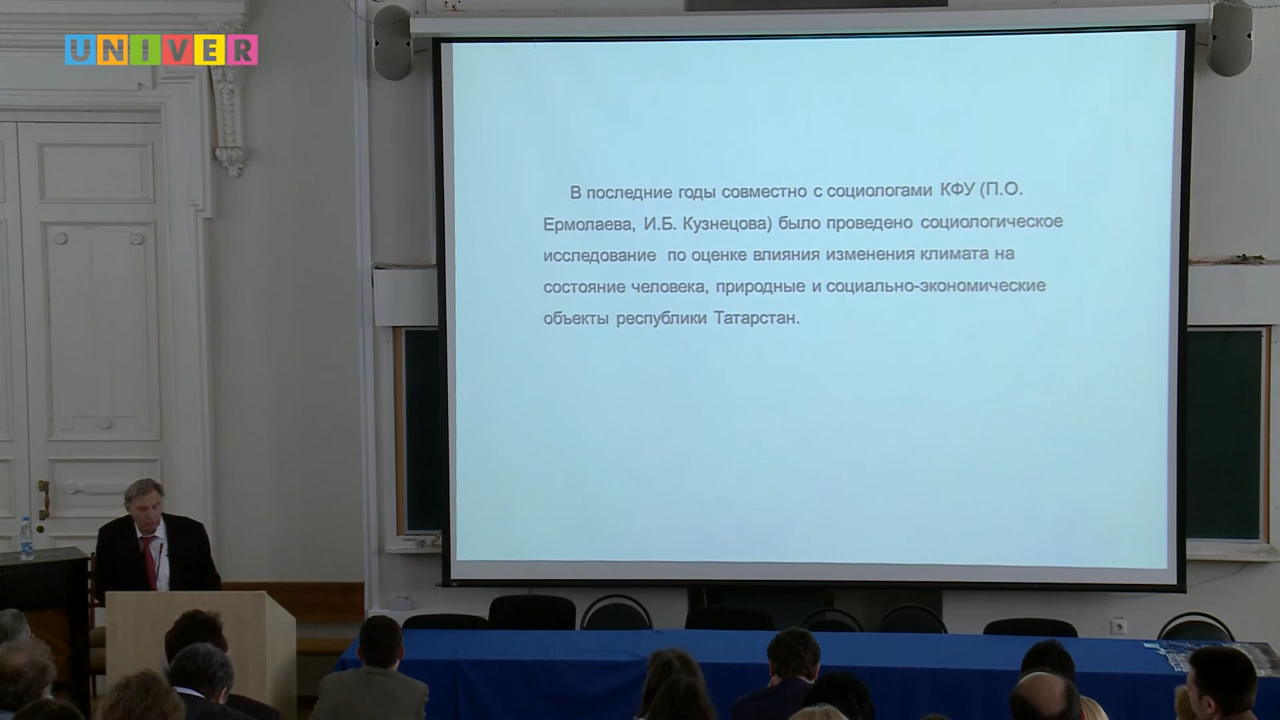 UNIVER
В последние годы совместно с социологами КФУ (П.О.
Ермолаева, И.Б. Кузнецова) было проведено социологическое
исследование по оценке влияния изменения климата на
состояние человека, природные и социально-экономические
объекты республики Татарстан.